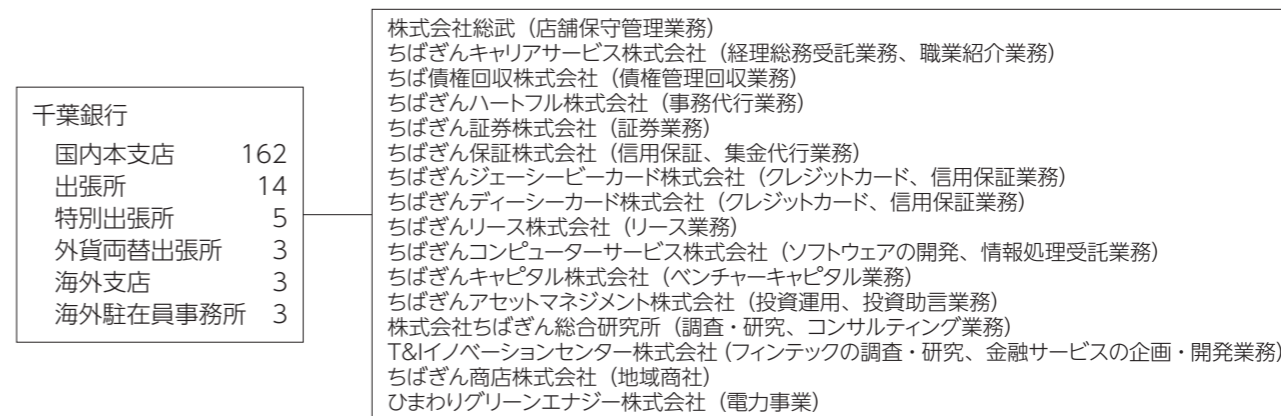 千葉銀行
国内本支店 162
出張所 14
特別出張所 5
外貨両替出張所 3
海外支店 3
海外駐在員事務所 3
株式会社総武（店舗保守管理業務）
ちばぎんキャリアサービス株式会社（経理総務受託業務、職業紹介業務）
ちば債権回収株式会社（債権管理回収業務）
ちばぎんハートフル株式会社（事務代行業務）
ちばぎん証券株式会社（証券業務）
ちばぎん保証株式会社（信用保証、集金代行業務）
ちばぎんジェーシービーカード株式会社（クレジットカード、信用保証業務）
ちばぎんディーシーカード株式会社（クレジットカード、信用保証業務）
ちばぎんリース株式会社（リース業務）
ちばぎんコンピューターサービス株式会社（ソフトウェアの開発、情報処理受託業務）
ちばぎんキャピタル株式会社（ベンチャーキャピタル業務）
ちばぎんアセットマネジメント株式会社（投資運用、投資助言業務）
株式会社ちばぎん総合研究所（調査・研究、コンサルティング業務）
T&Iイノベーションセンター株式会社（フィンテックの調査・研究、金融サービスの企画・開発業務）
ちばぎん商店株式会社（地域商社）
ひまわりグリーンエナジー株式会社（電力事業）